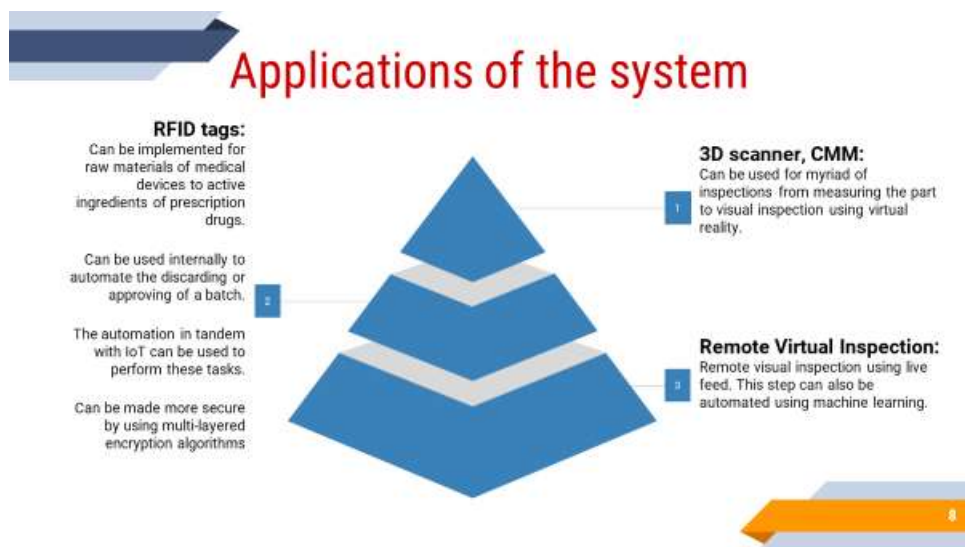 Applications of the system
RFID tags:
Can be implemented for
raw materials of medical
devices to active
ingredients of prescription
drugs.
Can be used internally to
automate the discarding or
approving of a batch.
The automation in tandem
with IoT can be used to
perform these tasks.
Can be made more secure
by using multi-layered
encryption algorithms
2
1
3D scanner, CMM:
Can be used for myriad of
inspections from measuring the part
to visual inspection using virtual
reality.
3
Remote Virtual Inspection:
Remote visual inspection using live
feed. This step can also be
automated using machine learning.
8